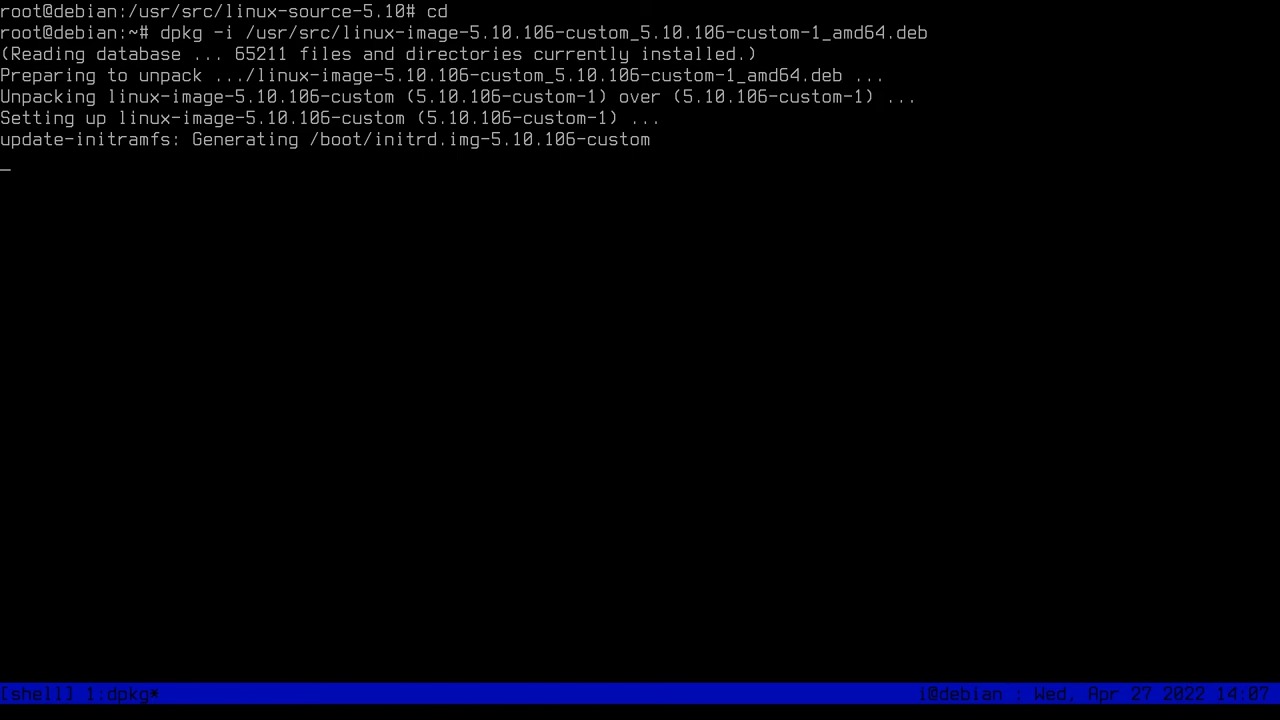 root@debian:/usr/src/linux-source-5.10# cd
root@debian:~# dpkg -i /usr/src/linux-image-5.10.106-custom_5.10.106-custom-1_amd64.deb
(Reading database ... 65211 files and directories currently installed.)
Preparing to unpack .../linux-image-5.10.106-custom_5.10.106-custom-1_amd64.deb ...
Unpacking linux-image-5.10.106-custom (5.10.106-custom-1) over (5.10.106-custom-1) ...
Setting up linux-image-5.10.106-custom (5.10.106-custom-1) ...
update-initramfs: Generating /boot/initrd.img-5.10.106-custom
[shell] 1:dpkg* i@debian : Wed, Apr 27 2022 14:07